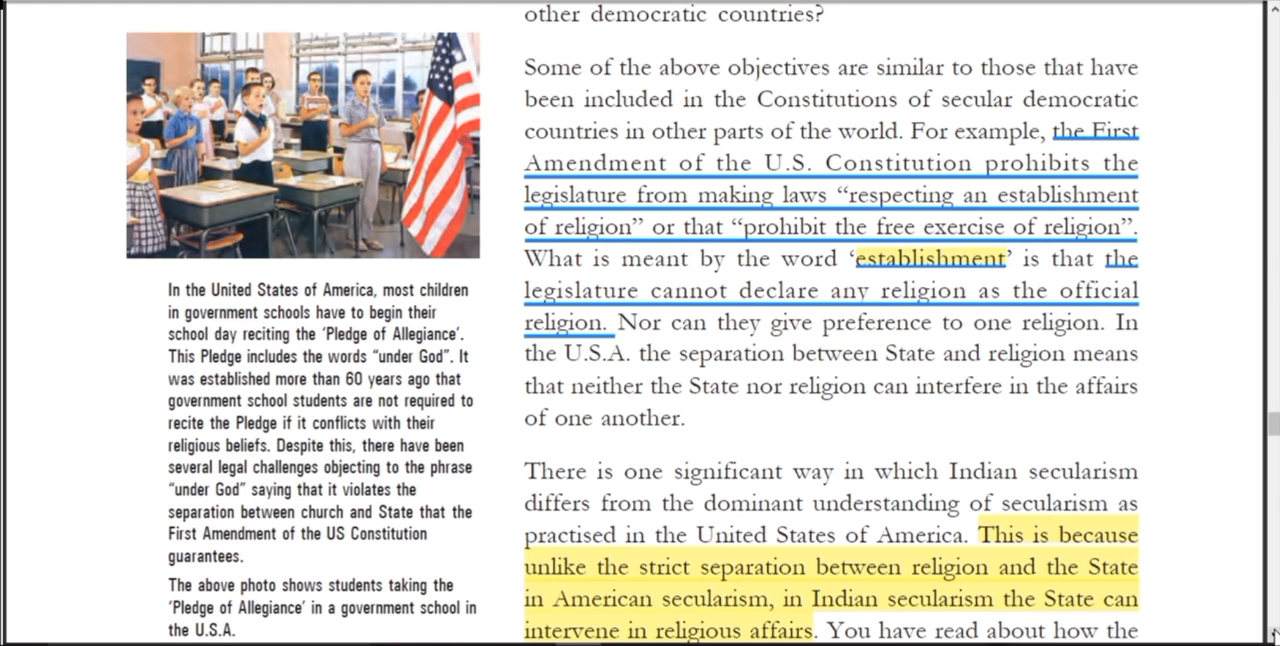 other democratic countries?
Some of the above objectives are similar to those that have
been included in the Constitutions of secular democratic
countries in other parts of the world. For example, the First
Amendment of the U.S. Constitution prohibits the
legislature from making laws “respecting an establishment
of religion” or that “prohibit the free exercise of religion”.
What is meant by the word ‘establishment’ is that the
legislature cannot declare any religion as the official
religion. Nor can they give preference to one religion. In
the U.S.A. the separation between State and religion means
that neither the State nor religion can interfere in the affairs
of one another.
There is one significant way in which Indian secularism
differs from the dominant understanding of secularism as
practised in the United States of America. This is because
unlike the strict separation between religion and the State
in American secularism, in Indian secularism the State can
intervene in religious affairs. You have read about how the
In the United States of America, most children
in government schools have to begin their
school day reciting the ‘Pledge of Allegiance’.
This Pledge includes the words “under God”. It
was established more than 60 years ago that
government school students are not required to
recite the Pledge if it conflicts with their
religious beliefs. Despite this, there have been
several legal challenges objecting to the phrase
“under God” saying that it violates the
separation between church and State that the
First Amendment of the US Constitution
guarantees.
The above photo shows students taking the
‘Pledge of Allegiance’ in a government school in
the U.S.A.